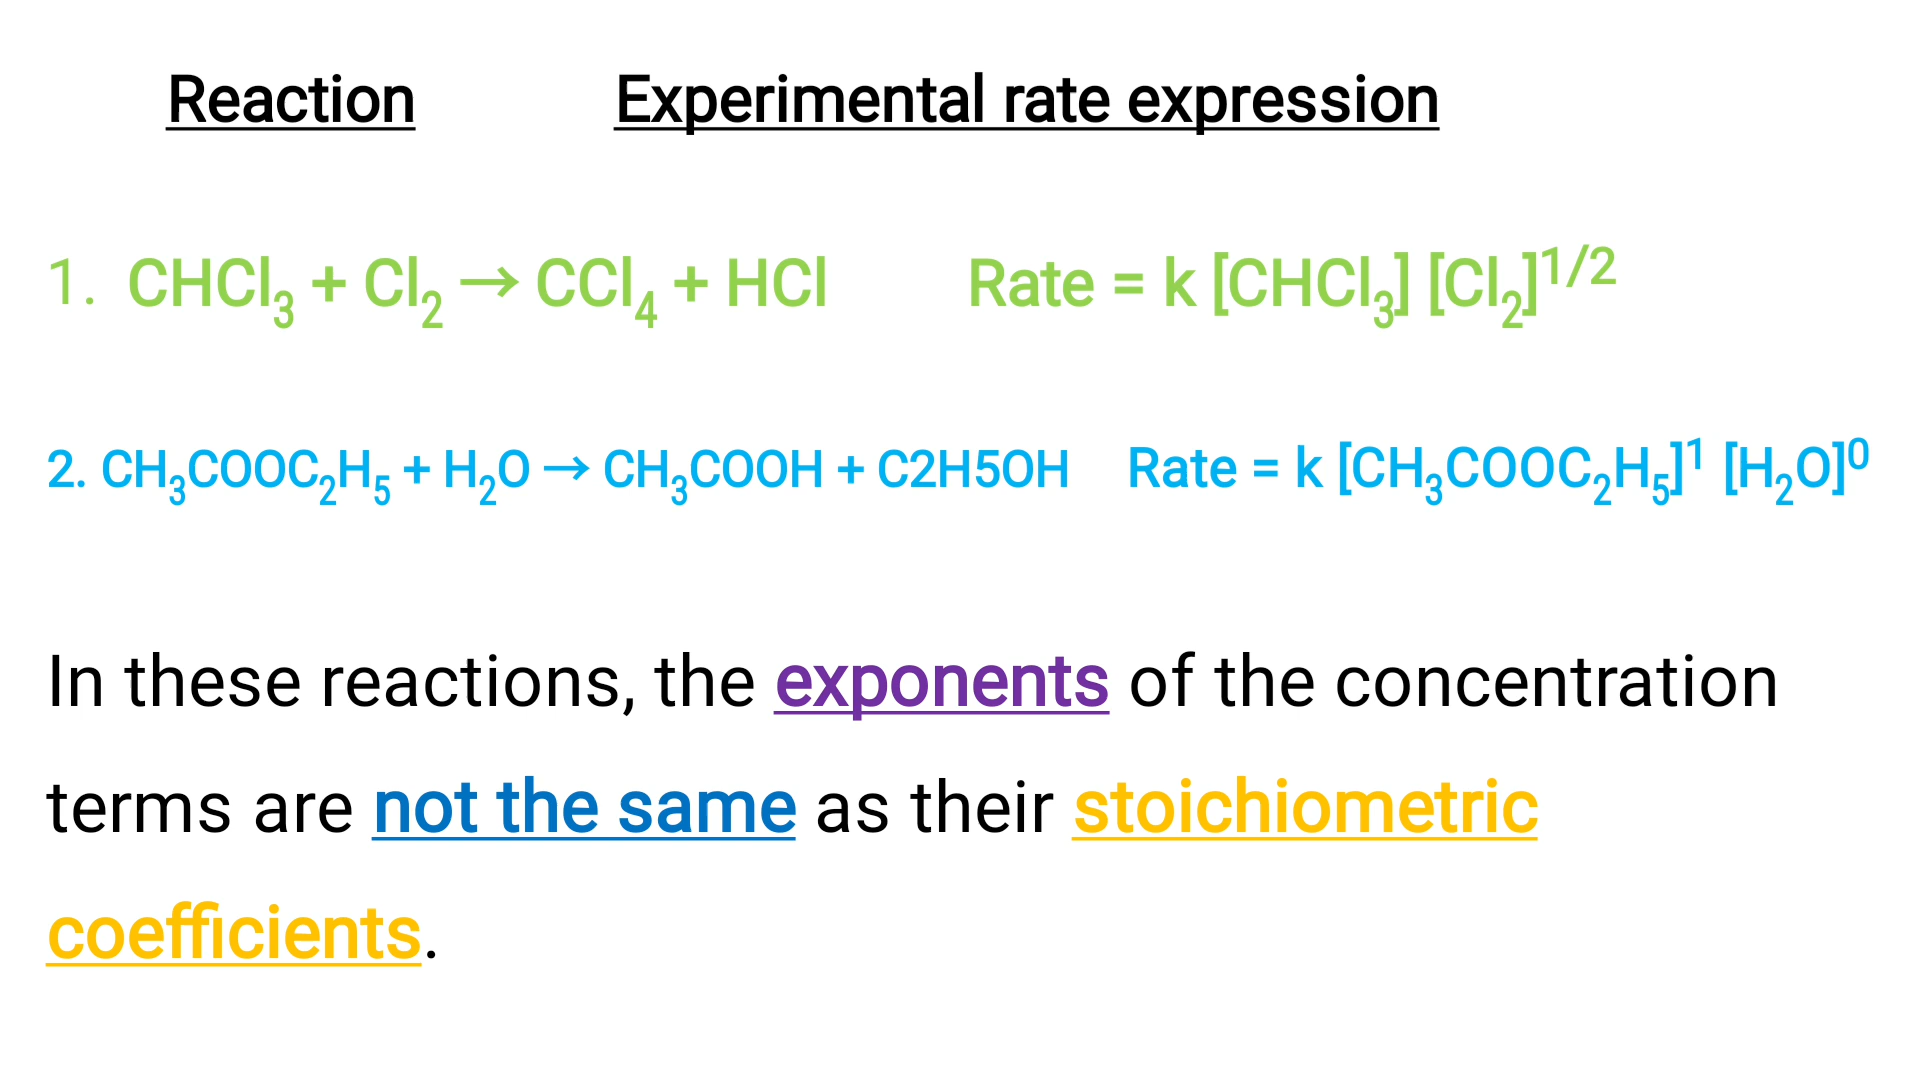 Reaction Experimental rate expression
1. CHCl₃ + Cl₂ → CCl₄ + HCl Rate = k [CHCl₃] [Cl₂]¹/²
2. CH₃COOC₂H₅ + H₂O → CH₃COOH + C2H5OH Rate = k [CH₃COOC₂H₅]¹ [H₂O]⁰
In these reactions, the exponents of the concentration
terms are not the same as their stoichiometric
coefficients.